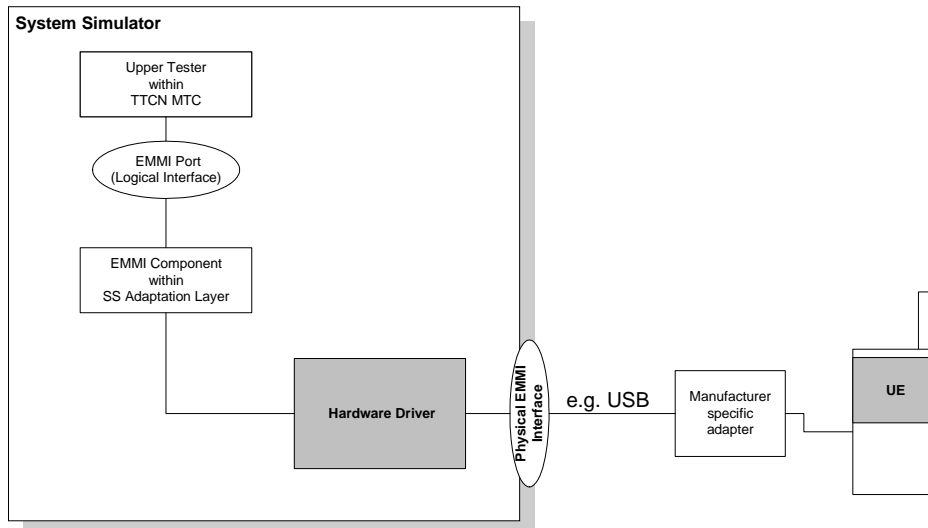 System Simulator
Upper Tester
within
TTCN MTC
EMMI Port
(Logical Interface)
EMMI Component
within
SS Adaptation Layer
Hardware Driver
Physical EMMI
Interface
e.g. USB
Manufacturer
specific
adapter
UE